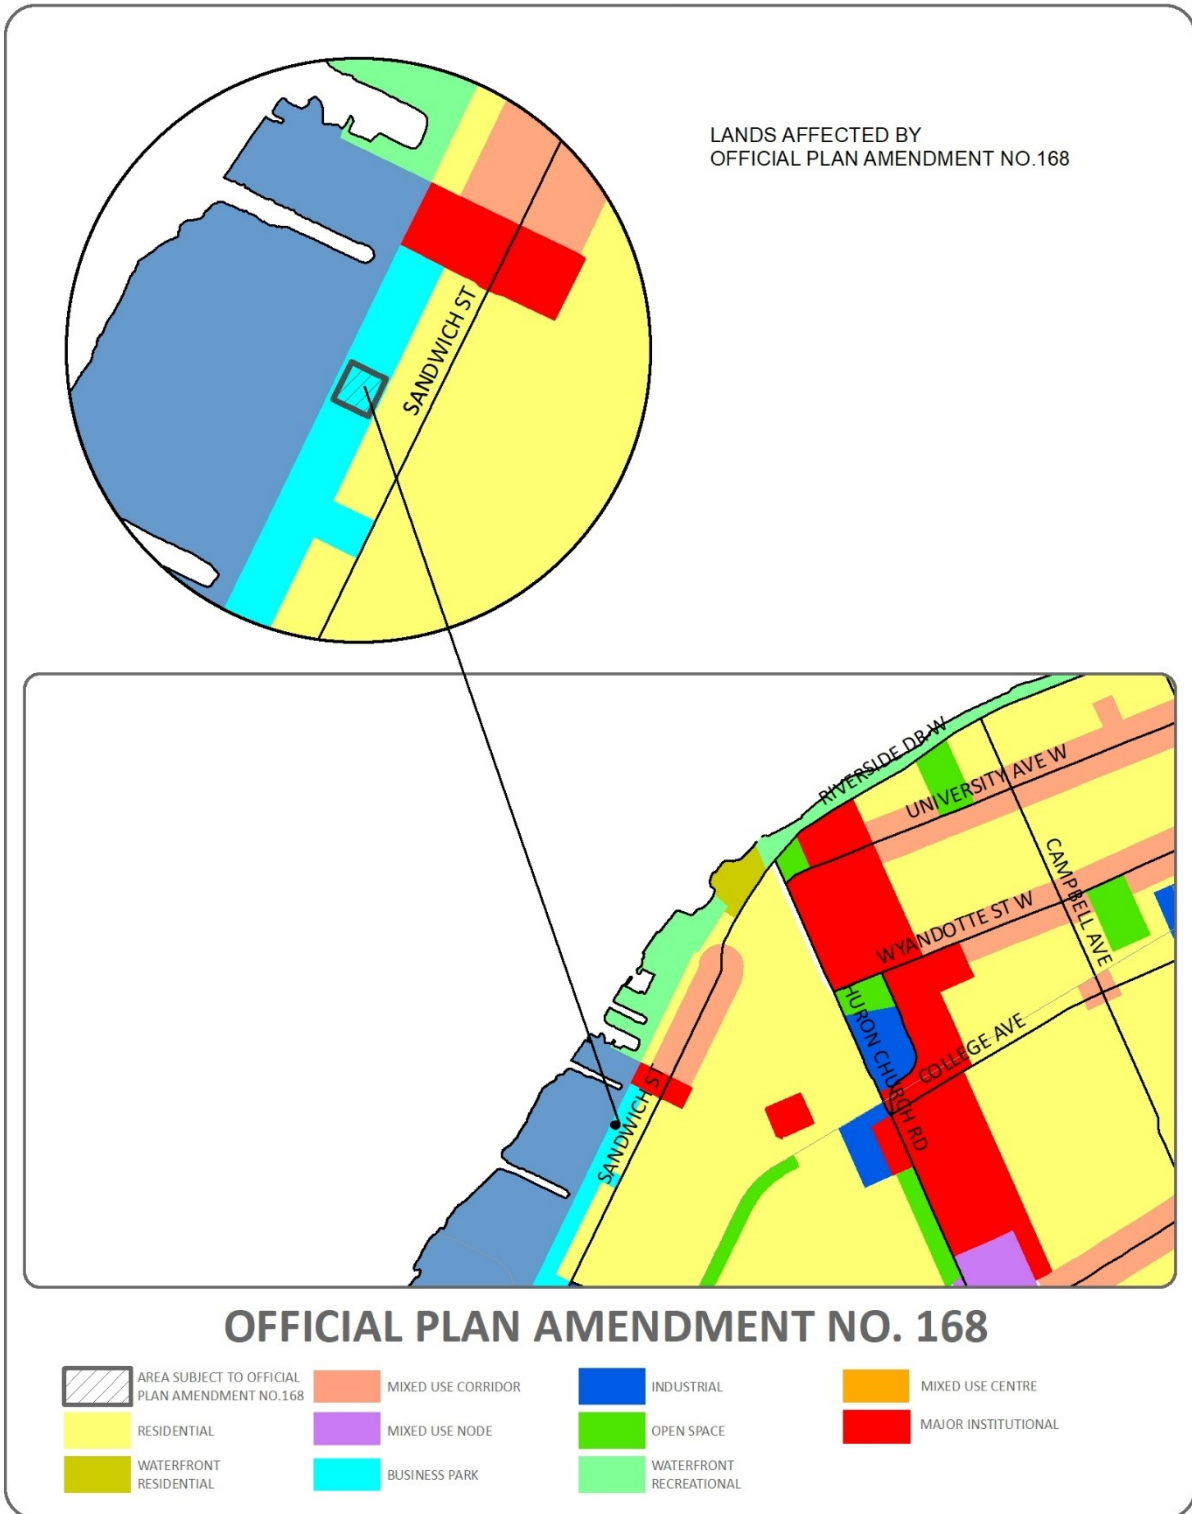 LANDS AFFECTED BY
OFFICIAL PLAN AMENDMENT NO.168
SANDWICH ST
RIVERSIDE DR W
UNIVERSITY AVE W
CAMPBELL AVE
WYANDOTTE ST W
HURON CHURCH RD
COLLEGE AVE
SANDWICH ST
OFFICIAL PLAN AMENDMENT NO. 168
AREA SUBJECT TO OFFICIAL
PLAN AMENDMENT NO.168
MIXED USE CORRIDOR
INDUSTRIAL
MIXED USE CENTRE
RESIDENTIAL
MIXED USE NODE
OPEN SPACE
MAJOR INSTITUTIONAL
WATERFRONT
RESIDENTIAL
BUSINESS PARK
WATERFRONT
RECREATIONAL